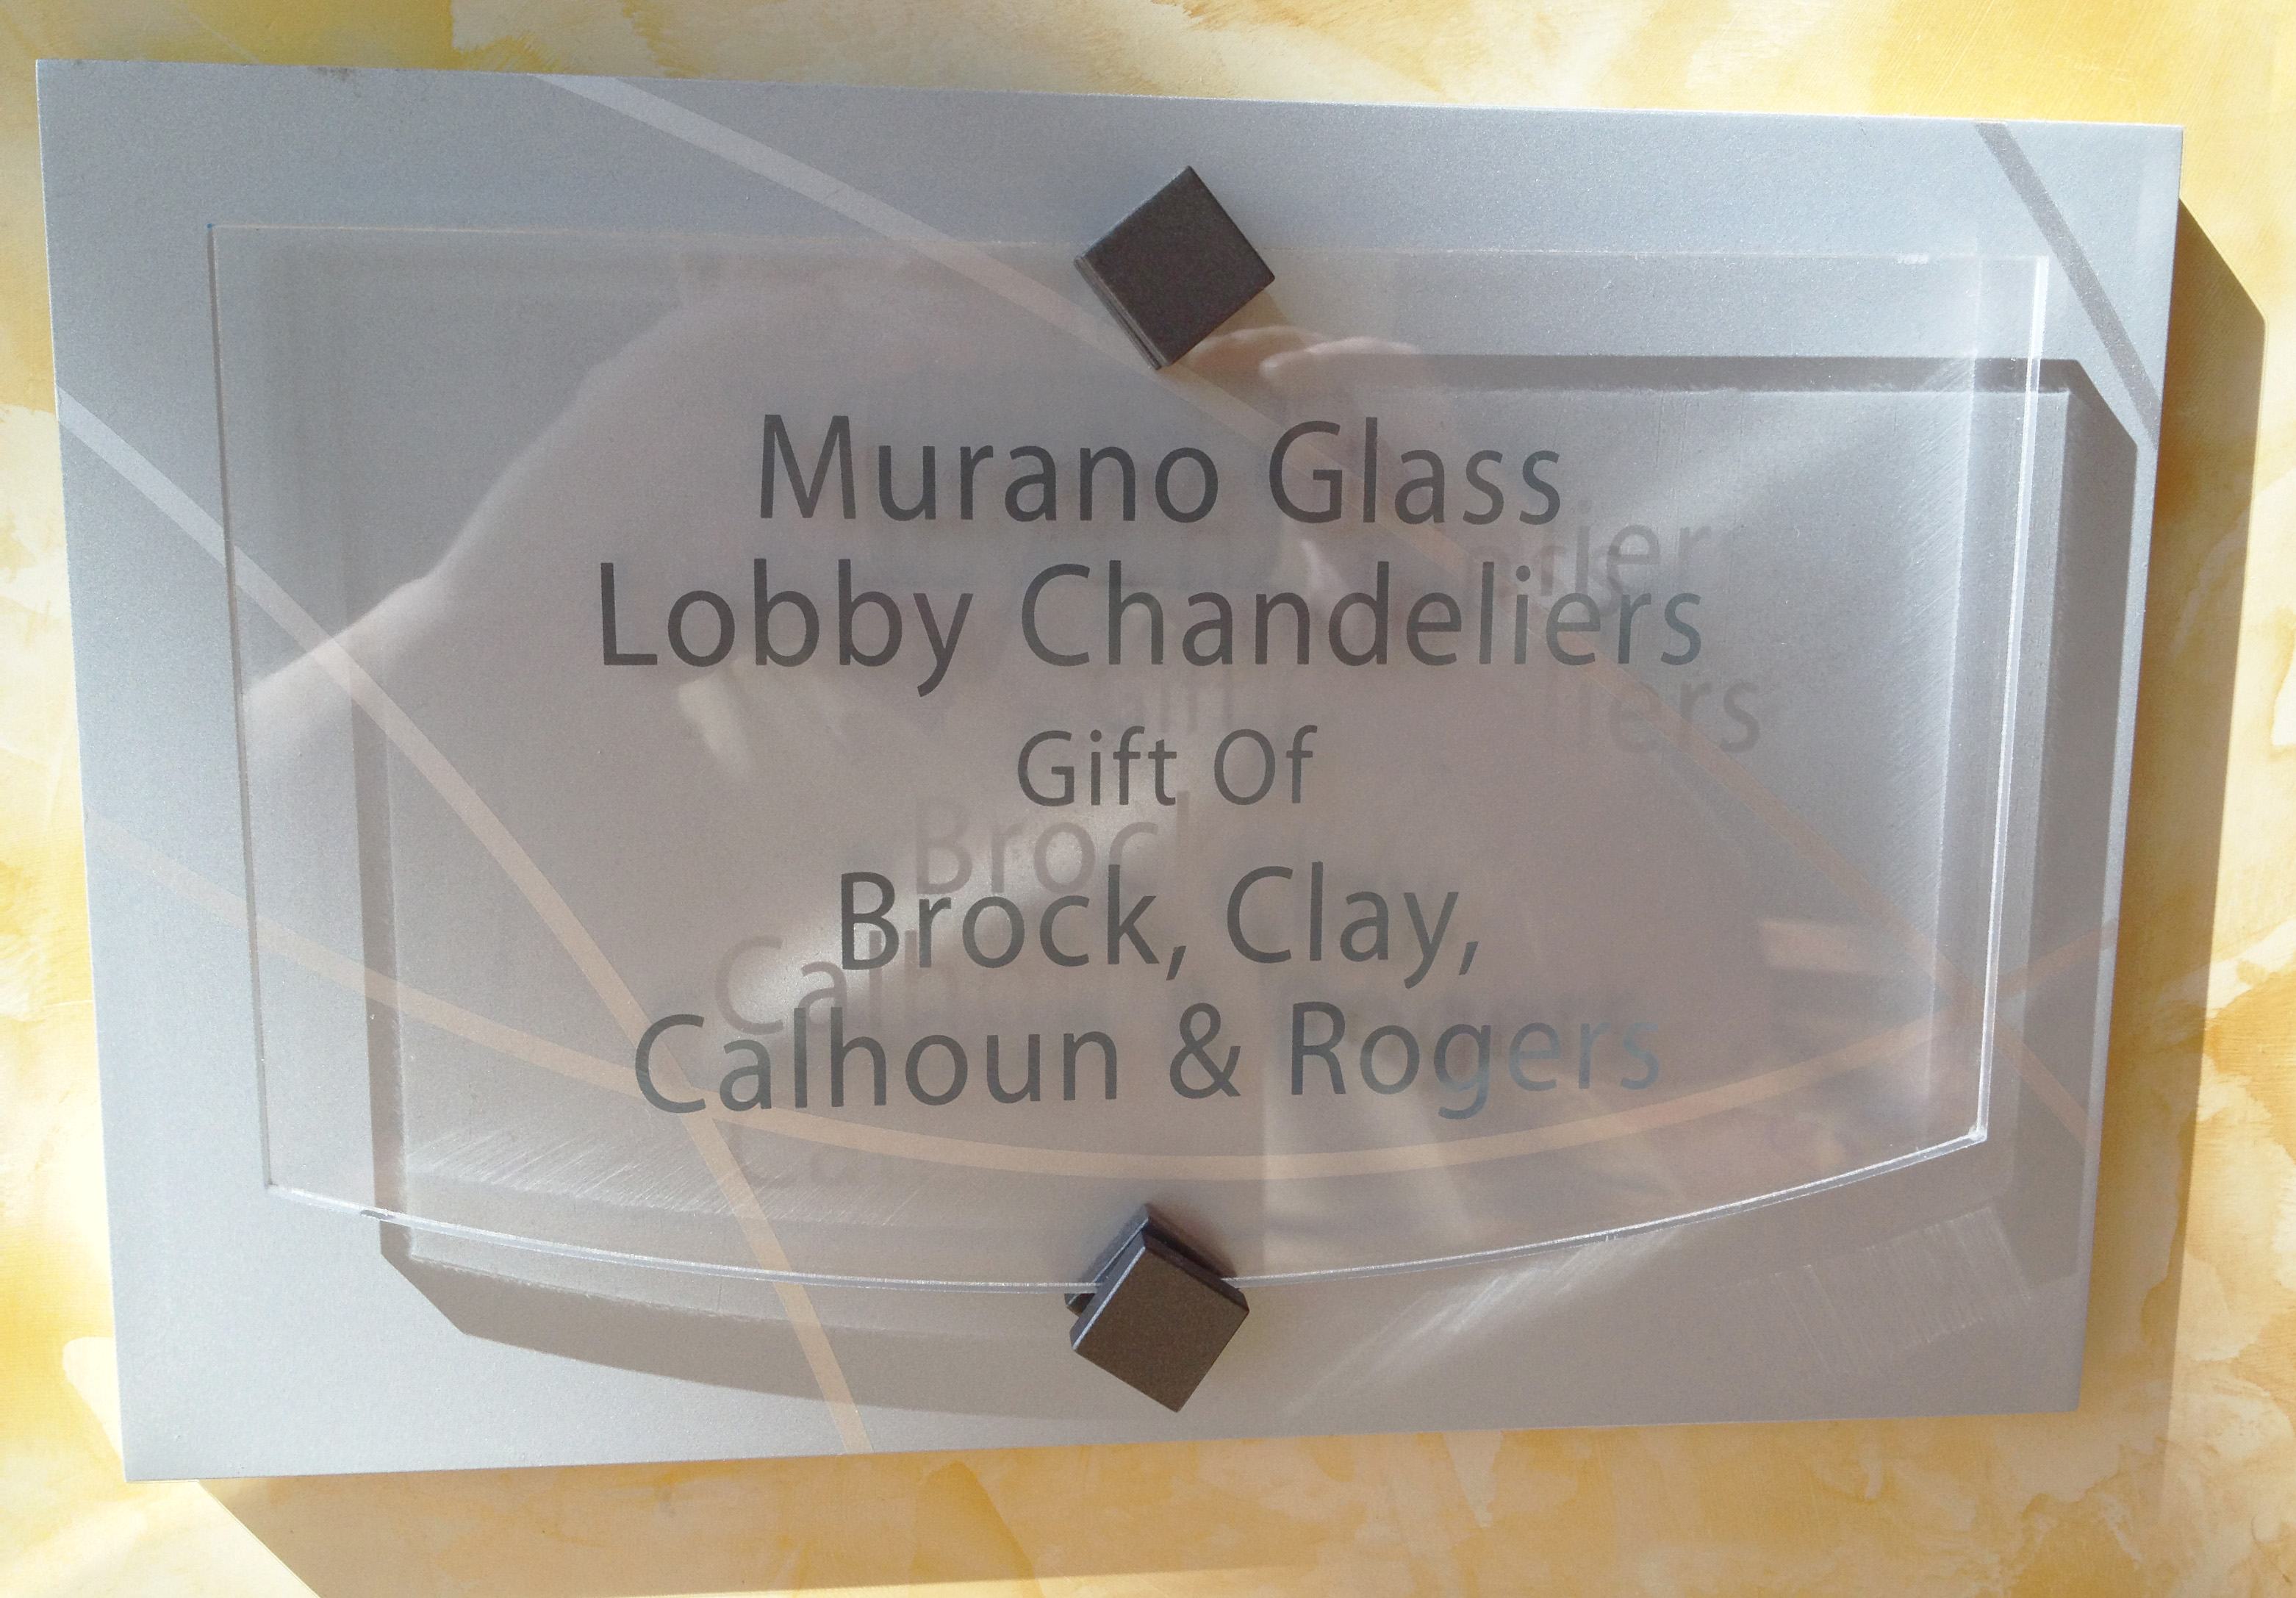 Murano Glass
Lobby Chandeliers
Gift Of
Brock, Clay,
Calhoun & Rogers